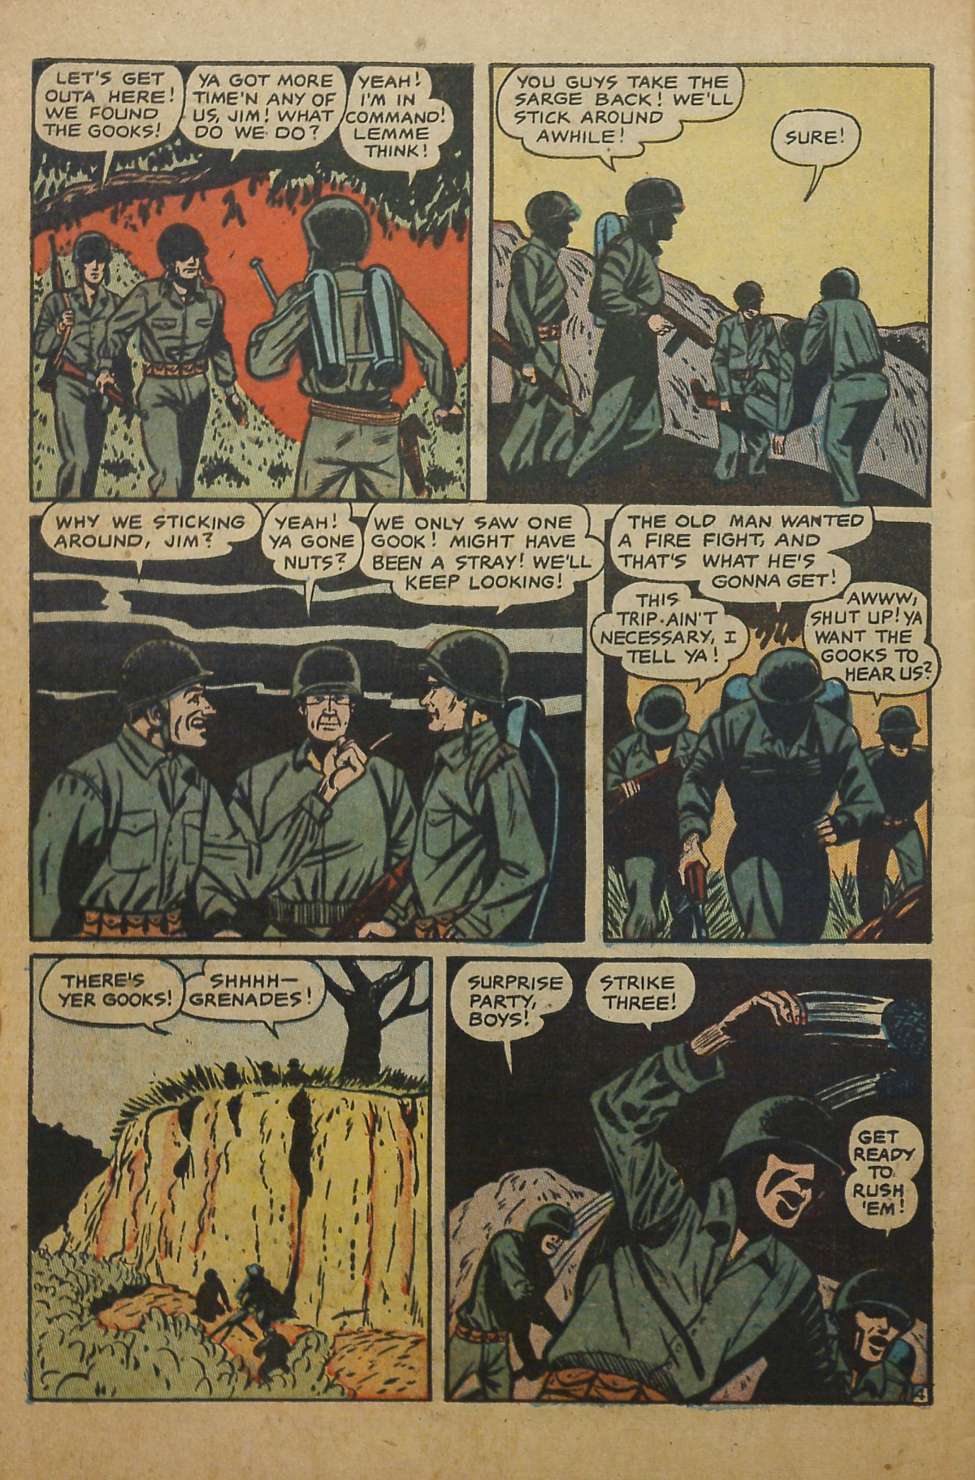 LET'S GET
OUTA HERE!
WE FOUND
THE GOOKS!
YA GOT MORE
TIME'N ANY OF
US, JIM! WHAT
DO WE DO?
YEAH!
I'M IN
COMMAND!
LEMME
THINK!
YOU GUYS TAKE THE
SARGE BACK! WE'LL
STICK AROUND
AWHILE!
SURE!
WHY WE STICKING
AROUND, JIM?
YEAH!
YA GONE
NUTS?
WE ONLY SAW ONE
GOOK! MIGHT HAVE
BEEN A STRAY! WE'LL
KEEP LOOKING!
THE OLD MAN WANTED
A FIRE FIGHT, AND
THAT'S WHAT HE'S
GONNA GET!
THIS
TRIP AIN'T
NECESSARY, I
TELL YA!
AWWW,
SHUT UP! YA
WANT THE
GOOKS TO
HEAR US?
THERE'S
YER GOOKS!
SHHHH—
GRENADES!
SURPRISE
PARTY,
BOYS!
STRIKE
THREE!
GET
READY
TO
RUSH
'EM!
4